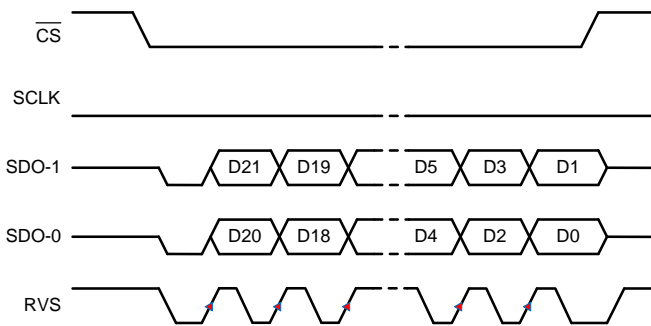 CS
SCLK
SDO-1 D21 D19 D5 D3 D1
SDO-0 D20 D18 D4 D2 D0
RVS